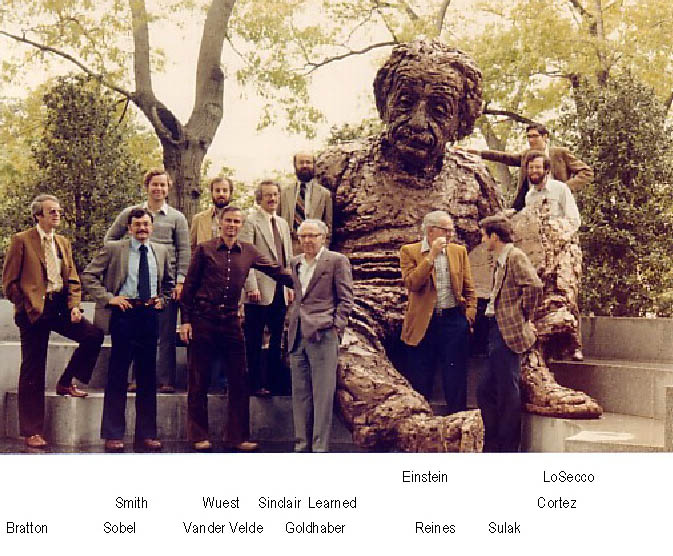 Einstein LoSecco
Smith Wuest Sinclair Learned Cortez
Bratton Sobel Vander Velde Goldhaber Reines Sulak